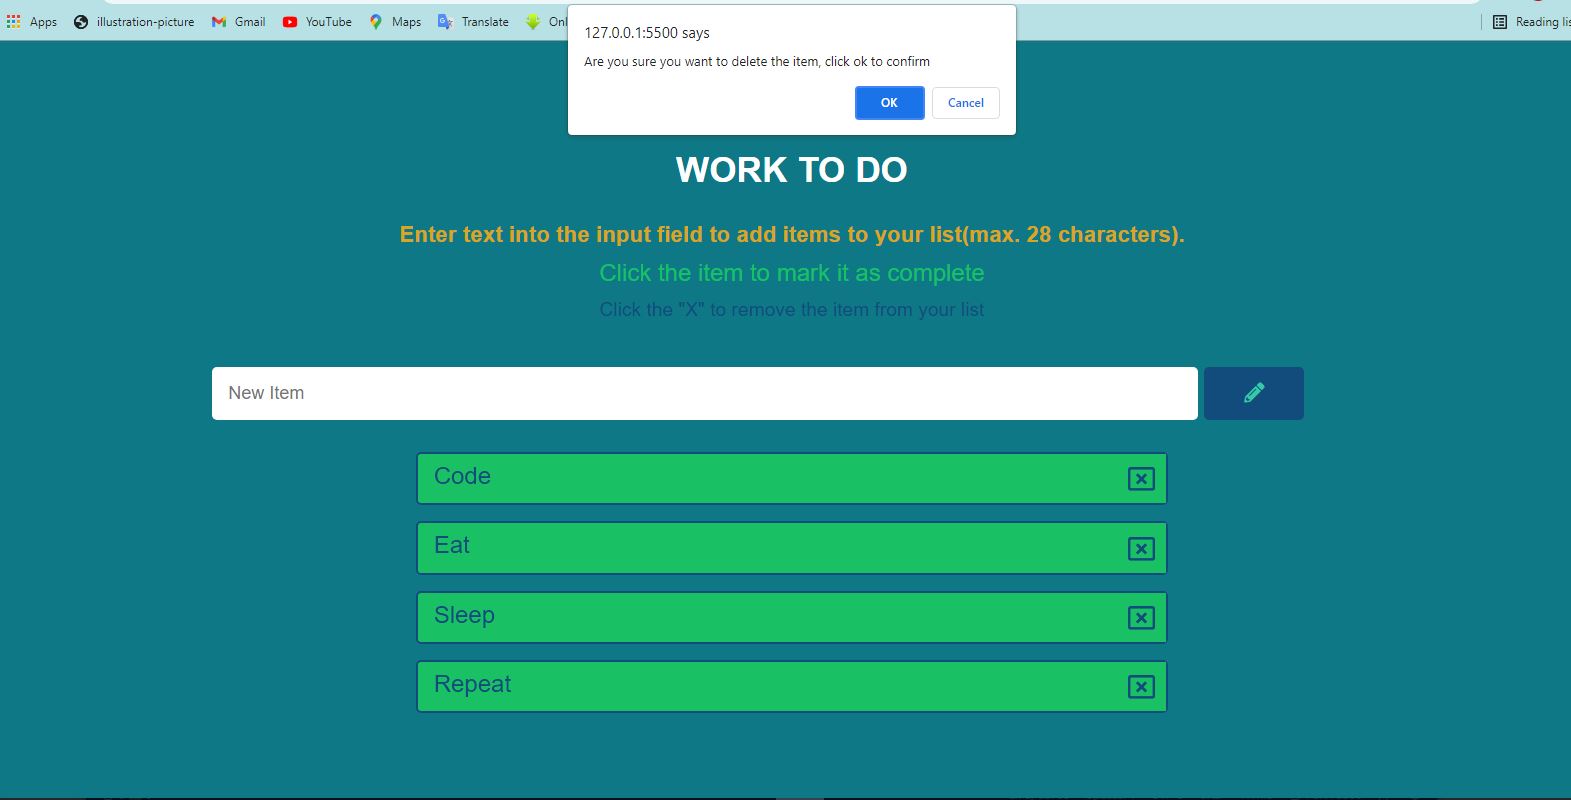 Apps illustration-picture Gmail YouTube Maps Translate Reading
127.0.0.1:5500 says
Are you sure you want to delete the item, click ok to confirm
OK Cancel
WORK TO DO
Enter text into the input field to add items to your list(max. 28 characters).
Click the item to mark it as complete
Click the "X" to remove the item from your list
New Item
Code
Eat
Sleep
Repeat